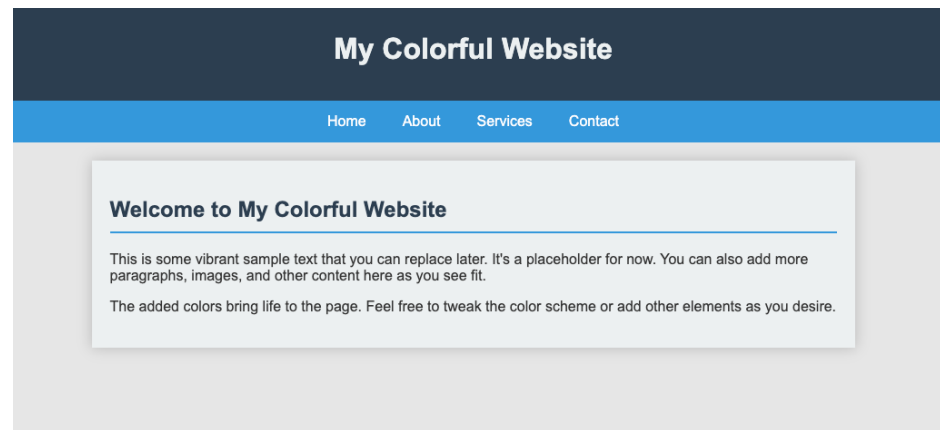 My Colorful Website
Home About Services Contact
Welcome to My Colorful Website
This is some vibrant sample text that you can replace later. It's a placeholder for now. You can also add more
paragraphs, images, and other content here as you see fit.
The added colors bring life to the page. Feel free to tweak the color scheme or add other elements as you desire.